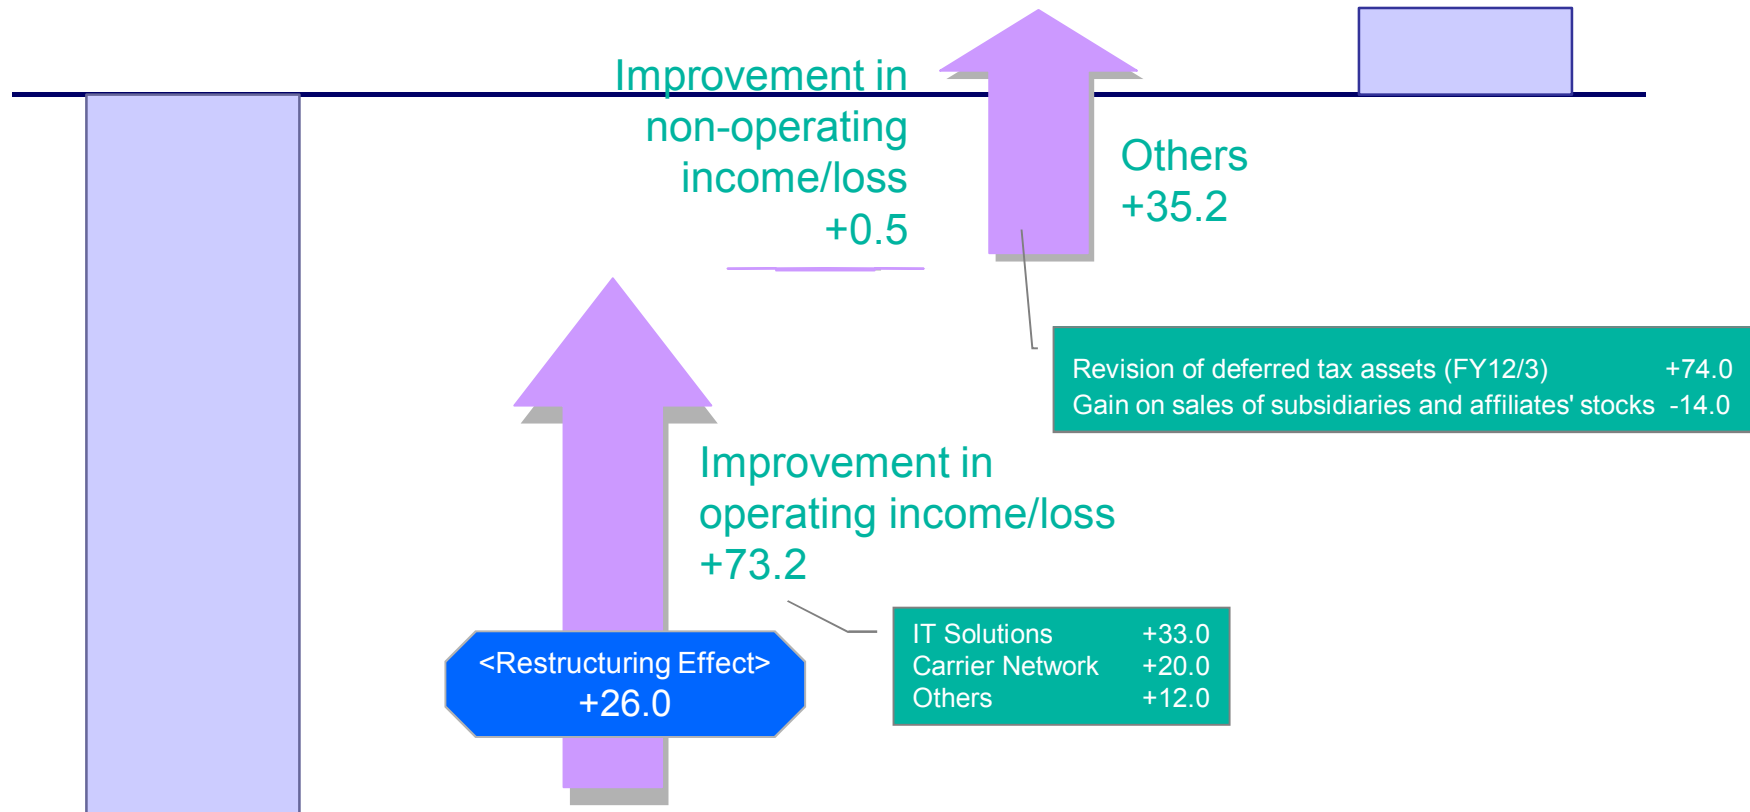 Improvement in
non-operating
income/loss
+0.5
Others
+35.2
Revision of deferred tax assets (FY12/3) +74.0
Gain on sales of subsidiaries and affiliates' stocks -14.0
Improvement in
operating income/loss
+73.2
<Restructuring Effect>
+26.0
IT Solutions +33.0
Carrier Network +20.0
Others +12.0